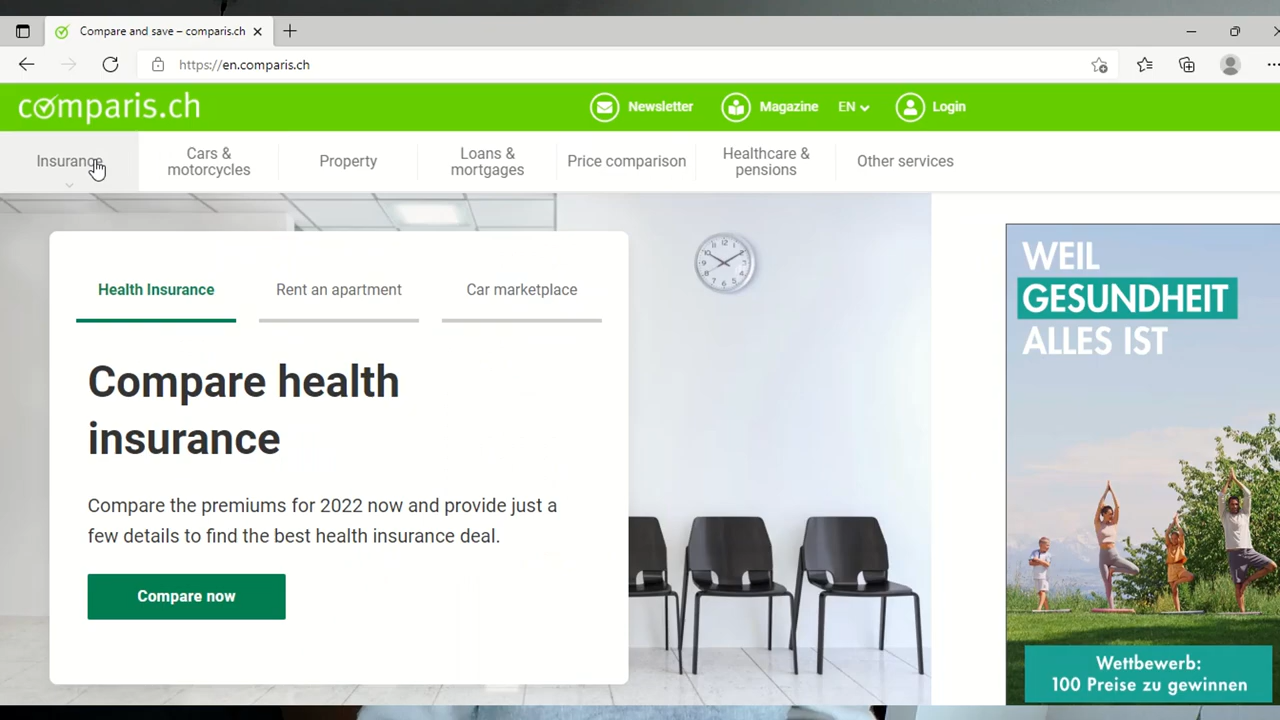 Compare and save – comparis.ch
https://en.comparis.ch
comparis.ch
Newsletter
Magazine
EN
Login
Insurance
Cars &
motorcycles
Property
Loans &
mortgages
Price comparison
Healthcare &
pensions
Other services
Health Insurance
Rent an apartment
Car marketplace
Compare health
insurance
Compare the premiums for 2022 now and provide just a
few details to find the best health insurance deal.
Compare now
WEIL
GESUNDHEIT
ALLES IST
Wettbewerb:
100 Preise zu gewinnen